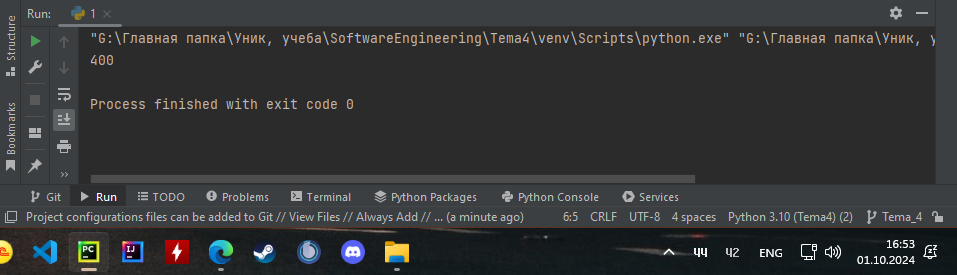 Run: 1
Structure
"G:\Главная папка\Уник, учеба\SoftwareEngineering\Tema4\venv\Scripts\python.exe" "G:\Главная папка\Уник, у
400
Process finished with exit code 0
Bookmarks
Git Run TODO Problems Terminal Python Packages Python Console Services
Project configurations files can be added to Git // View Files // Always Add // ... (a minute ago) 6:5 CRLF UTF-8 4 spaces Python 3.10 (Tema4) (2) Tema_4
PC IJ 44 42 ENG 16:53
01.10.2024